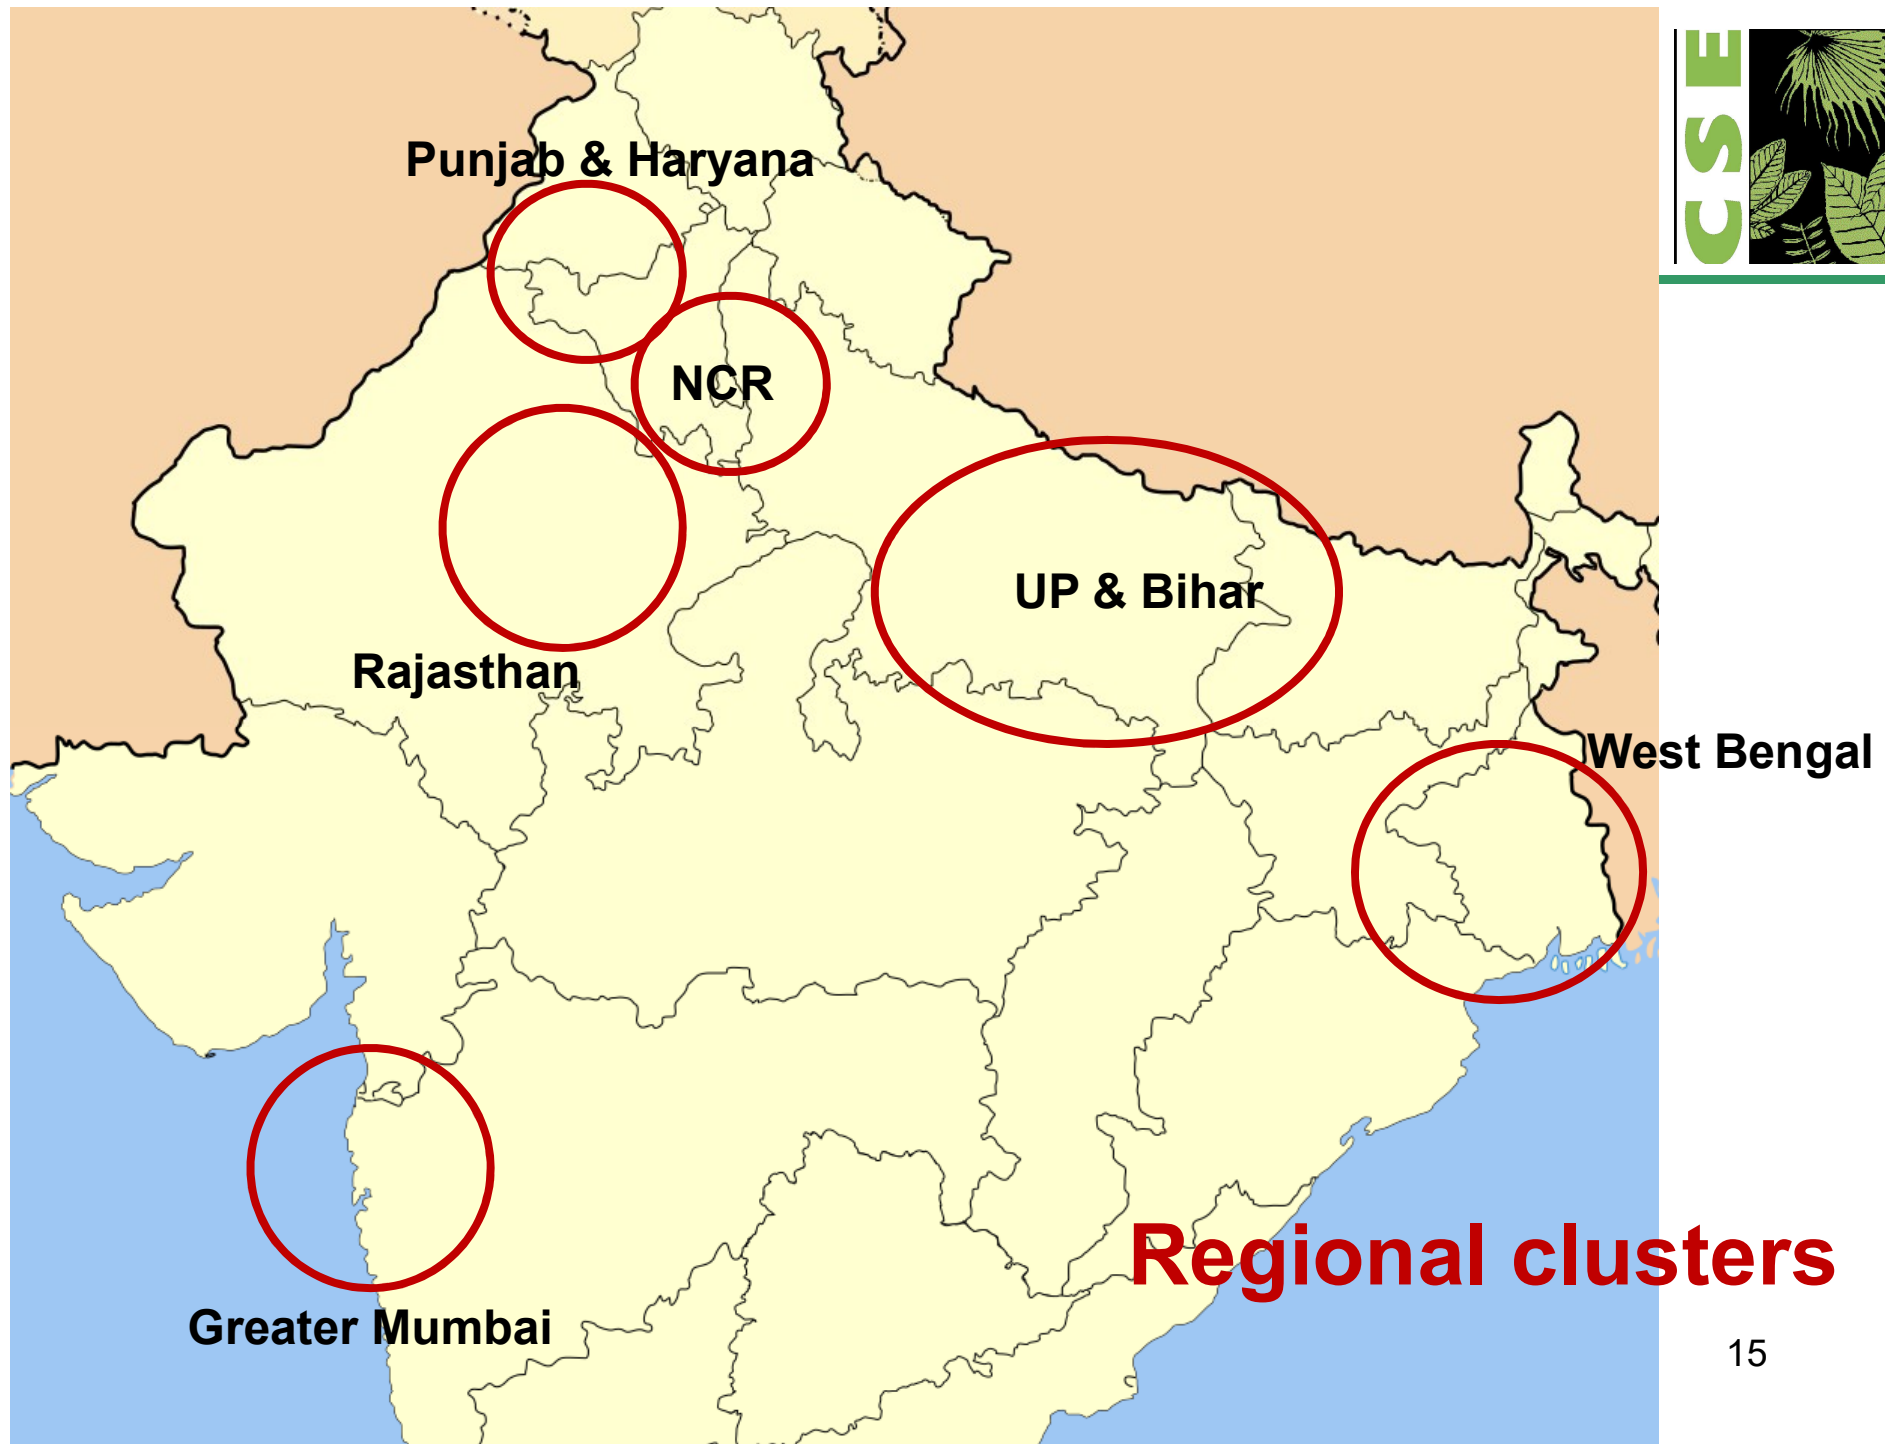 CSE
Punjab & Haryana
NCR
UP & Bihar
Rajasthan
West Bengal
Regional clusters
Greater Mumbai
15